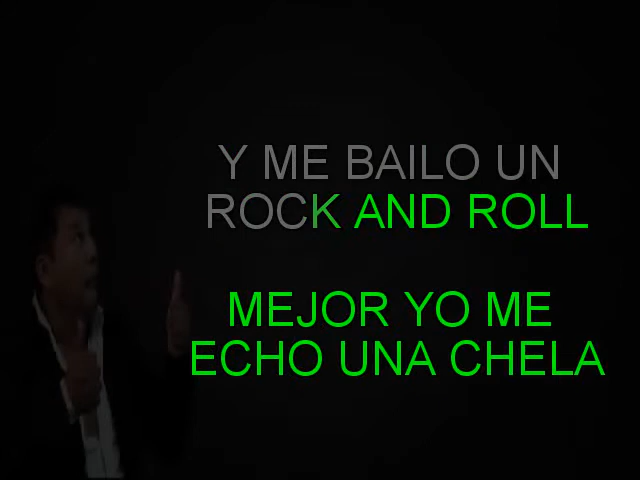 Y ME BAILO UN
ROCK AND ROLL
MEJOR YO ME
ECHO UNA CHELA